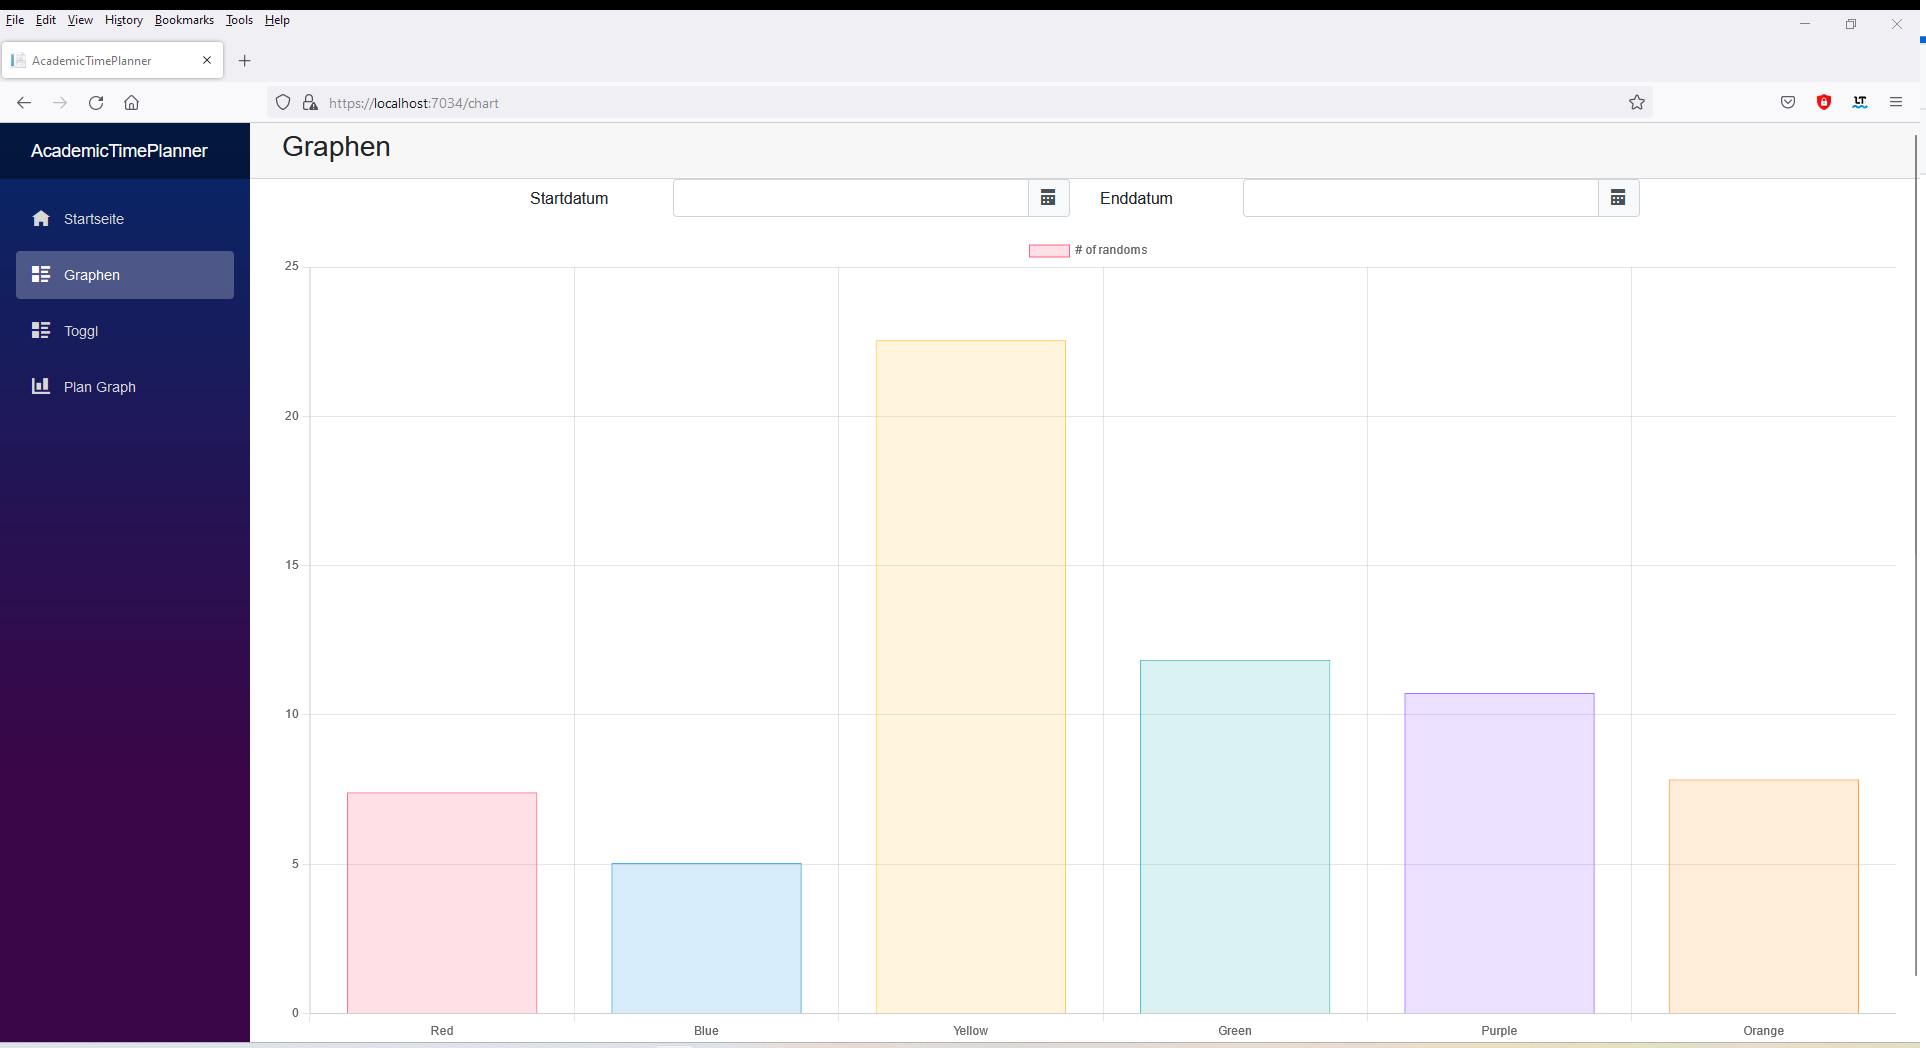 File Edit View History Bookmarks Tools Help
AcademicTimePlanner
https://localhost:7034/chart
AcademicTimePlanner
Graphen
Startseite
Graphen
Toggl
Plan Graph
Startdatum Enddatum
# of randoms
25
20
15
10
5
0
Red Blue Yellow Green Purple Orange